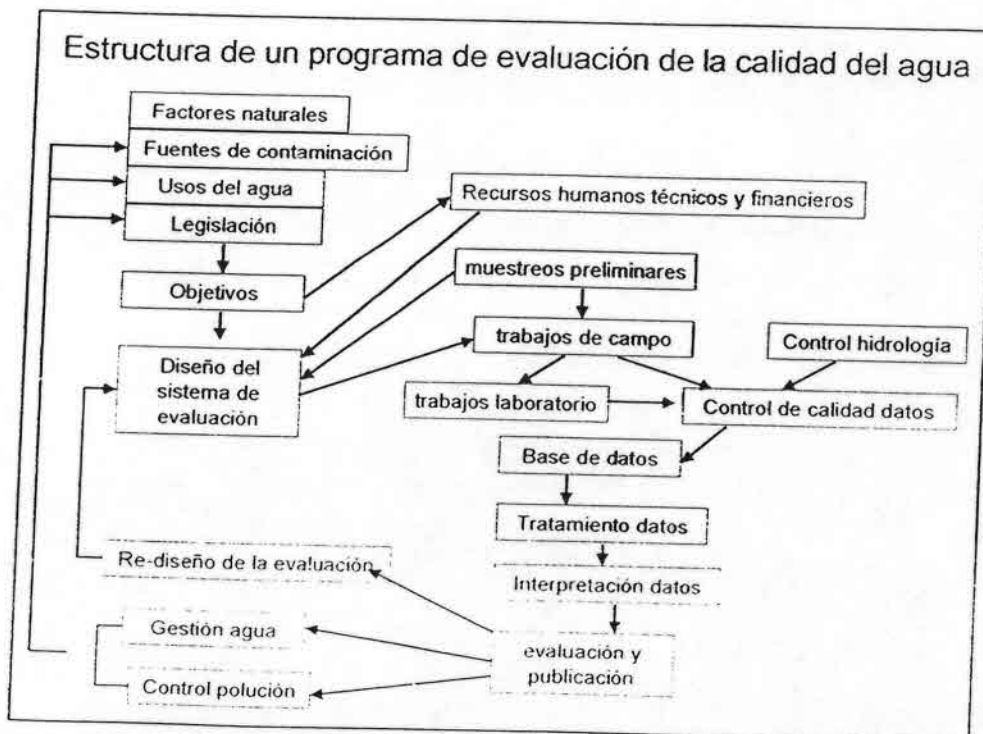 Estructura de un programa de evaluación de la calidad del agua
Factores naturales
Fuentes de contaminación
Usos del agua
Legislación
Recursos humanos técnicos y financieros
Objetivos
muestreos preliminares
Diseño del
sistema de
evaluación
trabajos de campo
Control hidrología
trabajos laboratorio
Control de calidad datos
Base de datos
Tratamiento datos
Re-diseño de la evaluación
Interpretación datos
Gestión agua
evaluación y
publicación
Control polución